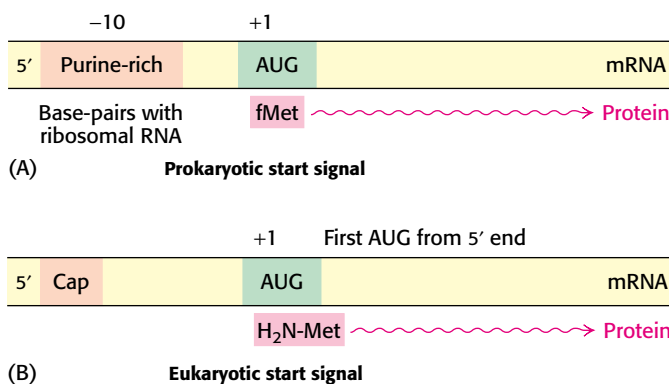 −10 +1
5′ Purine-rich AUG mRNA
Base-pairs with fMet Protein
ribosomal RNA
(A) Prokaryotic start signal
+1 First AUG from 5′ end
5′ Cap AUG mRNA
H₂N-Met Protein
(B) Eukaryotic start signal